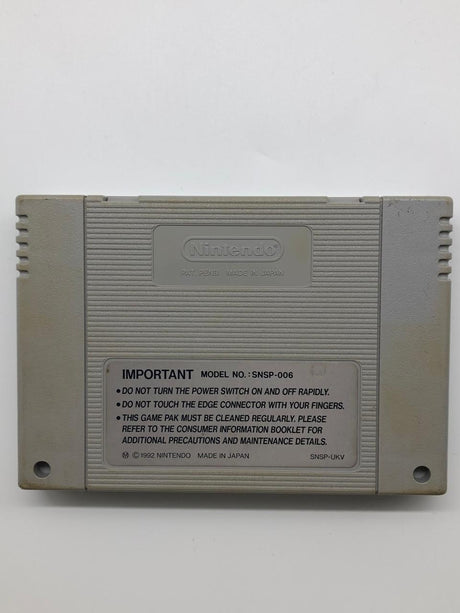 Nintendo
PAT. PEND. MADE IN JAPAN
IMPORTANT MODEL NO.: SNSP-006
• DO NOT TURN THE POWER SWITCH ON AND OFF RAPIDLY.
• DO NOT TOUCH THE EDGE CONNECTOR WITH YOUR FINGERS.
• THIS GAME PAK MUST BE CLEANED REGULARLY. PLEASE
REFER TO THE CONSUMER INFORMATION BOOKLET FOR
ADDITIONAL PRECAUTIONS AND MAINTENANCE DETAILS.
Ⓜ ©1992 NINTENDO MADE IN JAPAN SNSP-UKV